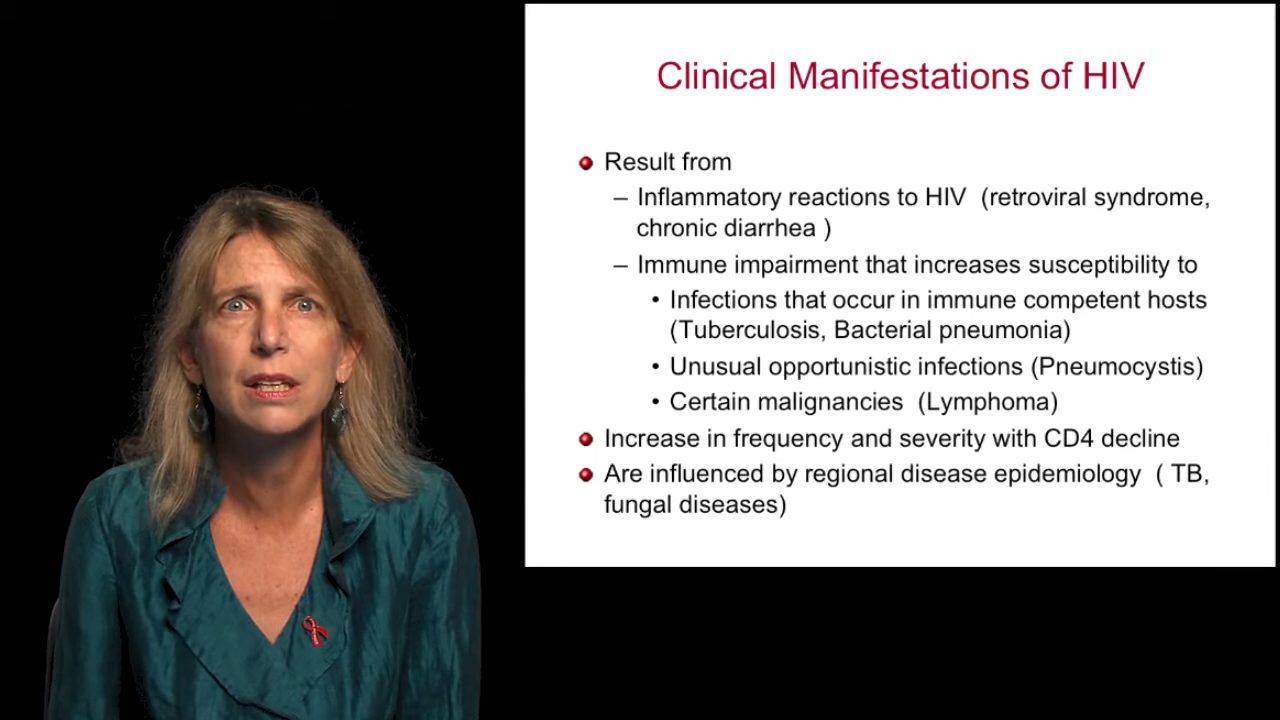 Clinical Manifestations of HIV
Result from
– Inflammatory reactions to HIV (retroviral syndrome,
chronic diarrhea )
– Immune impairment that increases susceptibility to
• Infections that occur in immune competent hosts
(Tuberculosis, Bacterial pneumonia)
• Unusual opportunistic infections (Pneumocystis)
• Certain malignancies (Lymphoma)
Increase in frequency and severity with CD4 decline
Are influenced by regional disease epidemiology ( TB,
fungal diseases)